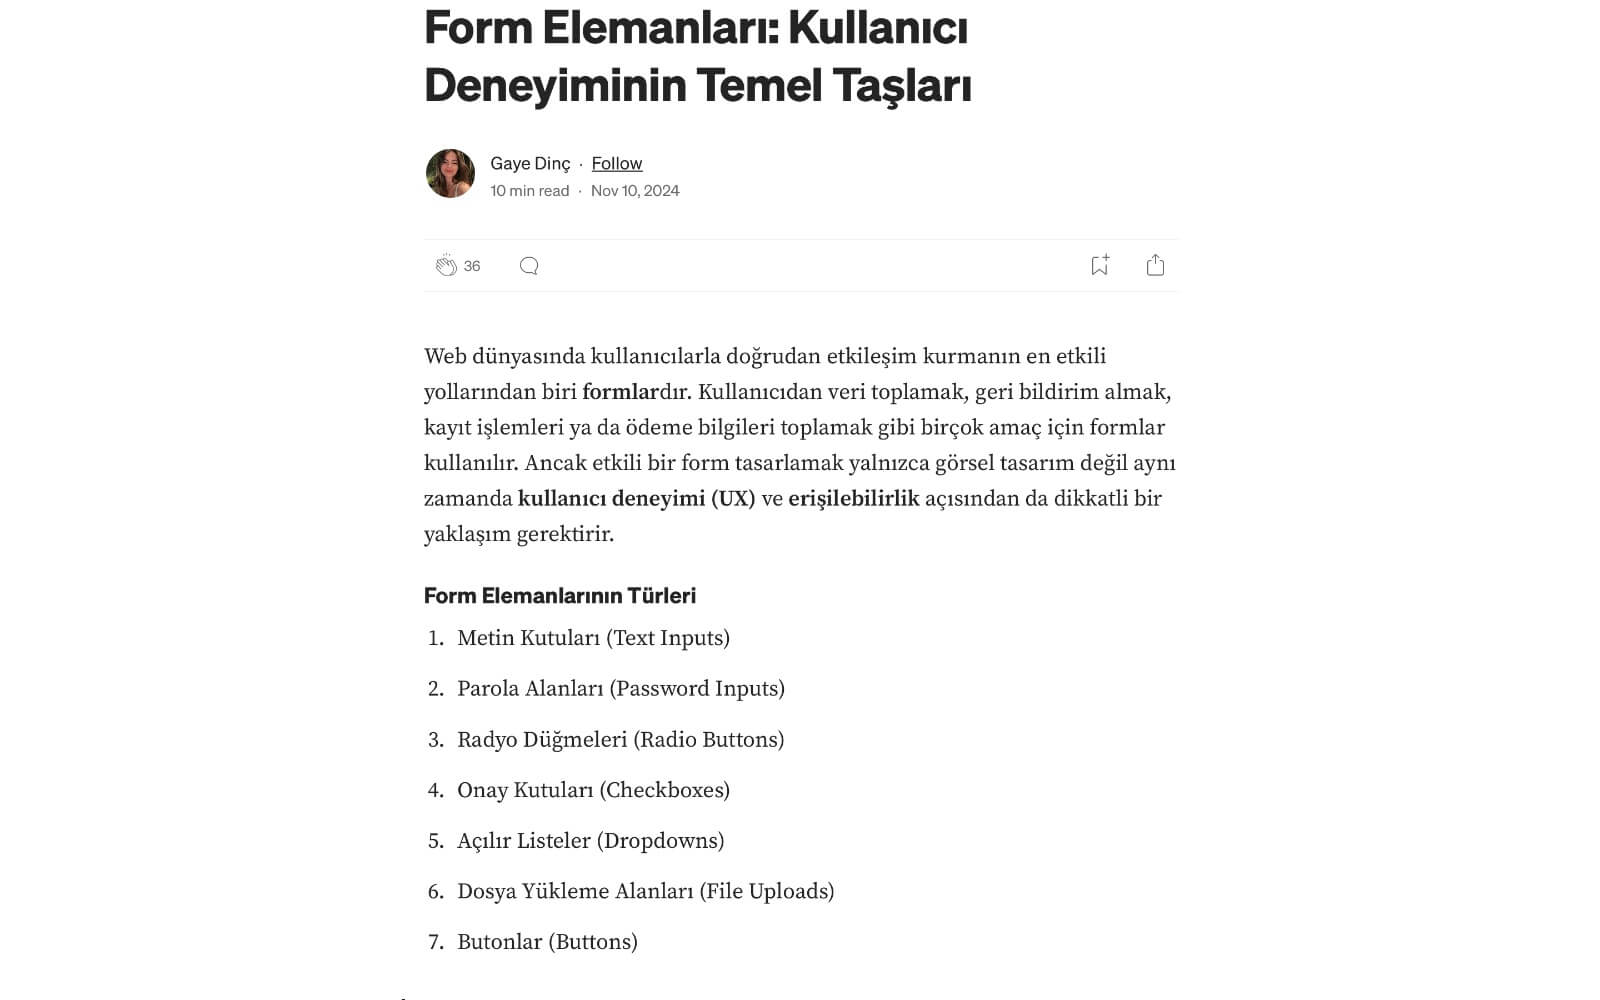 Form Elemanları: Kullanıcı
Deneyiminin Temel Taşları
Gaye Dinç · Follow
10 min read · Nov 10, 2024
36
Web dünyasında kullanıcılarla doğrudan etkileşim kurmanın en etkili
yollarından biri formlardır. Kullanıcıdan veri toplamak, geri bildirim almak,
kayıt işlemleri ya da ödeme bilgileri toplamak gibi birçok amaç için formlar
kullanılır. Ancak etkili bir form tasarlamak yalnızca görsel tasarım değil aynı
zamanda kullanıcı deneyimi (UX) ve erişilebilirlik açısından da dikkatli bir
yaklaşım gerektirir.
Form Elemanlarının Türleri
1. Metin Kutuları (Text Inputs)
2. Parola Alanları (Password Inputs)
3. Radyo Düğmeleri (Radio Buttons)
4. Onay Kutuları (Checkboxes)
5. Açılır Listeler (Dropdowns)
6. Dosya Yükleme Alanları (File Uploads)
7. Butonlar (Buttons)